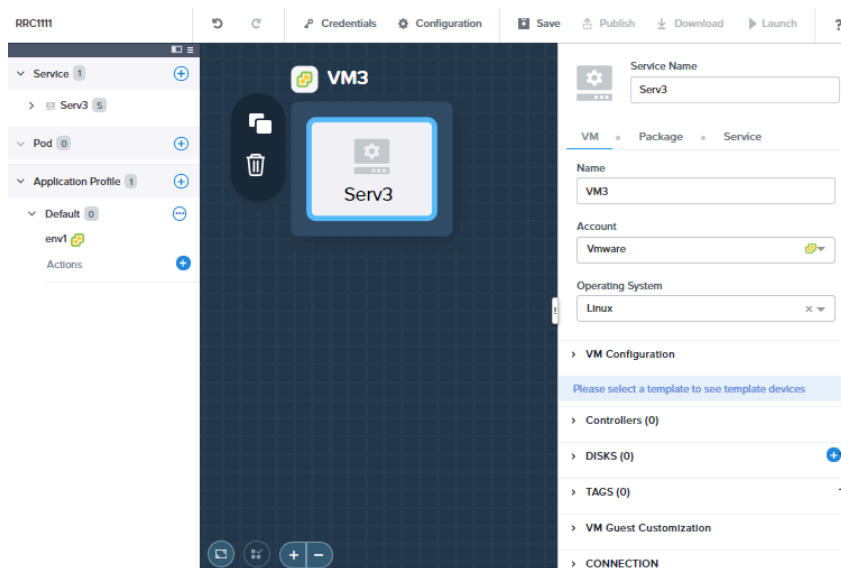 RRC1111
Credentials
Configuration
Save
Publish
Download
Launch
?
Service 1
Serv3 5
Pod 0
Application Profile 1
Default 0
env1
Actions
VM3
Serv3
Service Name
Serv3
VM
Package
Service
Name
VM3
Account
Vmware
Operating System
Linux
VM Configuration
Please select a template to see template devices
Controllers (0)
DISKS (0)
TAGS (0)
VM Guest Customization
CONNECTION